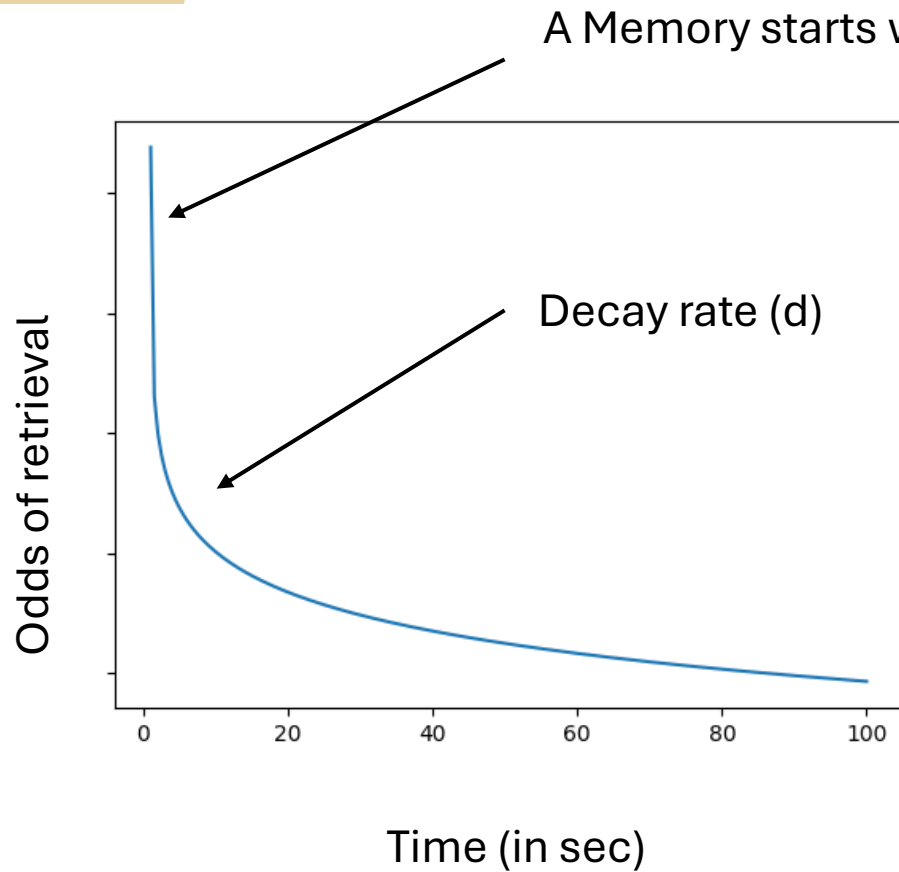 A Memory starts
Decay rate (d)
Odds of retrieval
0 20 40 60 80 100
Time (in sec)